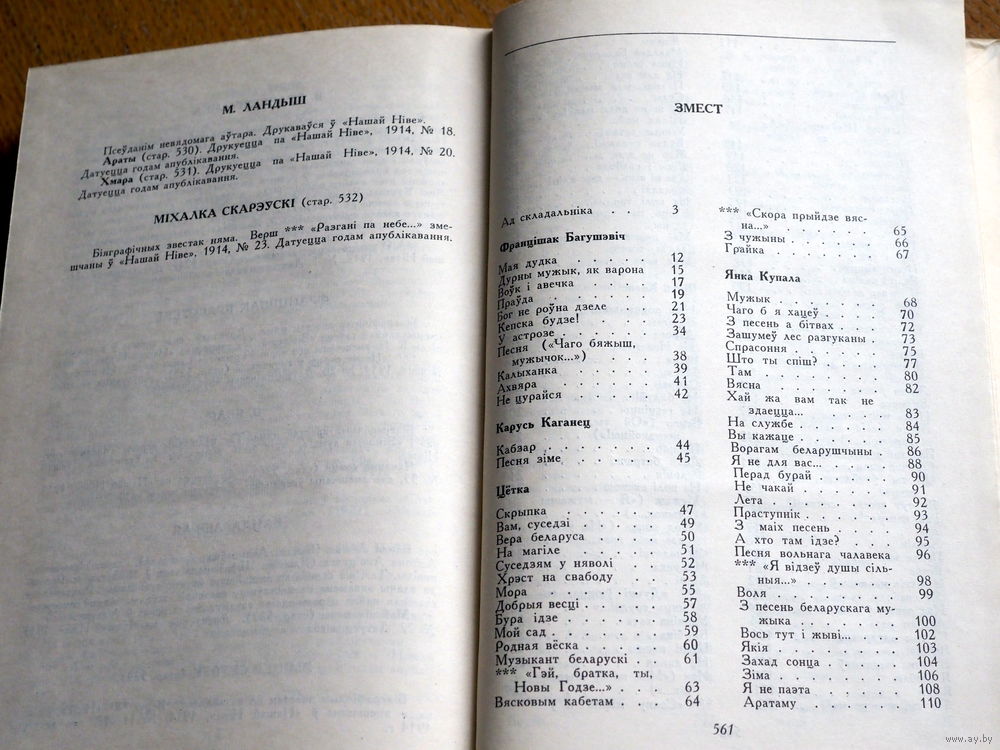 М. ЛАНДЫШ
Псеўданім невядомага аўтара. Друкаваўся ў «Нашай Ніве».
Араты (стар. 530). Друкуецца па «Нашай Ніве», 1914, № 18.
Датуецца годам апублікавання.
Хмара (стар. 531). Друкуецца па «Нашай Ніве», 1914, № 20.
Датуецца годам апублікавання.
МІХАЛКА СКАРЭУСКІ (стар. 532)
Біяграфічных звестак няма. Верш *** «Разгані па небе...» зме-
шчаны ў «Нашай Ніве», 1914, № 23. Датуецца годам апублікавання.
ЗМЕСТ
Ад складальніка . . 3
Францішак Багушэвіч
Мая дудка . . . . . 12
Дурны мужык, як варона 15
Воўк і авечка . . . . 17
Праўда . . . . . . 19
Бог не роўна дзеле . . 21
Кепска будзе! . . . . 23
У астрозе . . . . . 34
Песня («Чаго бяжыш,
мужычок...») . . . 38
Калыханка . . . . . 39
Ахвяра . . . . . . 41
Не цурайся . . . . . 42
Карусь Каганец
Кабзар . . . . . . 44
Песня зіме . . . . . 45
Цётка
Скрыпка . . . . . 47
Вам, суседзі . . . . 49
Вера беларуса . . . . 50
На магіле . . . . . 51
Суседзям у няволі . . 52
Хрэст на свабоду . . 53
Мора . . . . . . 55
Добрыя весці . . . . 57
Бура ідзе . . . . . 58
Мой сад . . . . . . 59
Родная вёска . . . . 60
Музыкант беларускі . . 61
*** «Гэй, братка, ты,
Новы Годзе...» . . . 63
Вясковым кабетам . . . 64
*** «Скора прыйдзе вяс-
на...» . . . . . . 65
З чужыны . . . . . 66
Грайка . . . . . . 67
Янка Купала
Мужык . . . . . . 68
Чаго б я хацеў . . . 70
З песень а бітвах . . . 72
Зашумеў лес разгуканы . 73
Спрасоння . . . . . 75
Што ты спіш? . . . . 77
Там . . . . . . . 80
Вясна . . . . . . 82
Хай жа вам так не
здаецца... . . . . 83
На службе . . . . . 84
Вы кажаце . . . . . 85
Ворагам беларушчыны . 86
Я не для вас... . . . . 88
Перад бурай . . . . 90
Не чакай . . . . . 91
Лета . . . . . . . 92
Праступнік . . . . . 93
З маіх песень . . . . 94
А хто там ідзе? . . . 95
Песня вольнага чалавека 96
*** «Я відзеў душы сіль-
ныя...» . . . . . 98
Воля . . . . . . . 99
З песень беларускага му-
жыка . . . . . . 100
Вось тут і жыві... . . 102
Якія . . . . . . . 103
Захад сонца . . . . 104
Зіма . . . . . . . 106
Я не паэта . . . . . 108
Аратаму . . . . . . 110
561
www.ay.by